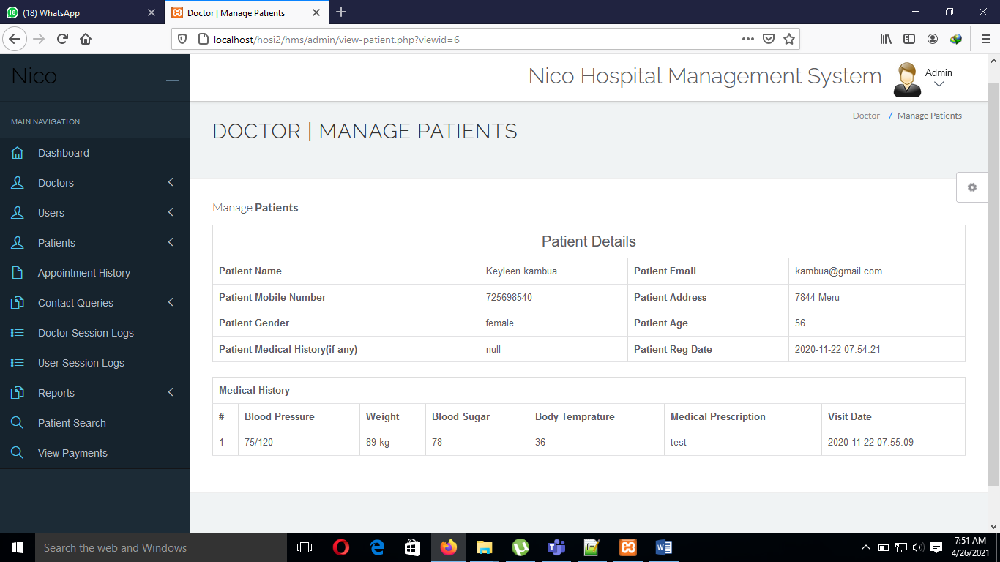 (18) WhatsApp
Doctor | Manage Patients
localhost/hosi2/hms/admin/view-patient.php?viewid=6
Nico
Nico Hospital Management System
Admin
MAIN NAVIGATION
Dashboard
Doctors
Users
Patients
Appointment History
Contact Queries
Doctor Session Logs
User Session Logs
Reports
Patient Search
View Payments
DOCTOR | MANAGE PATIENTS
Doctor / Manage Patients
Manage Patients
Patient Details
Patient Name Keyleen kambua Patient Email kambua@gmail.com
Patient Mobile Number 725698540 Patient Address 7844 Meru
Patient Gender female Patient Age 56
Patient Medical History(if any) null Patient Reg Date 2020-11-22 07:54:21
Medical History
# Blood Pressure Weight Blood Sugar Body Temprature Medical Prescription Visit Date
1 75/120 89 kg 78 36 test 2020-11-22 07:55:09
Search the web and Windows
7:51 AM
4/26/2021